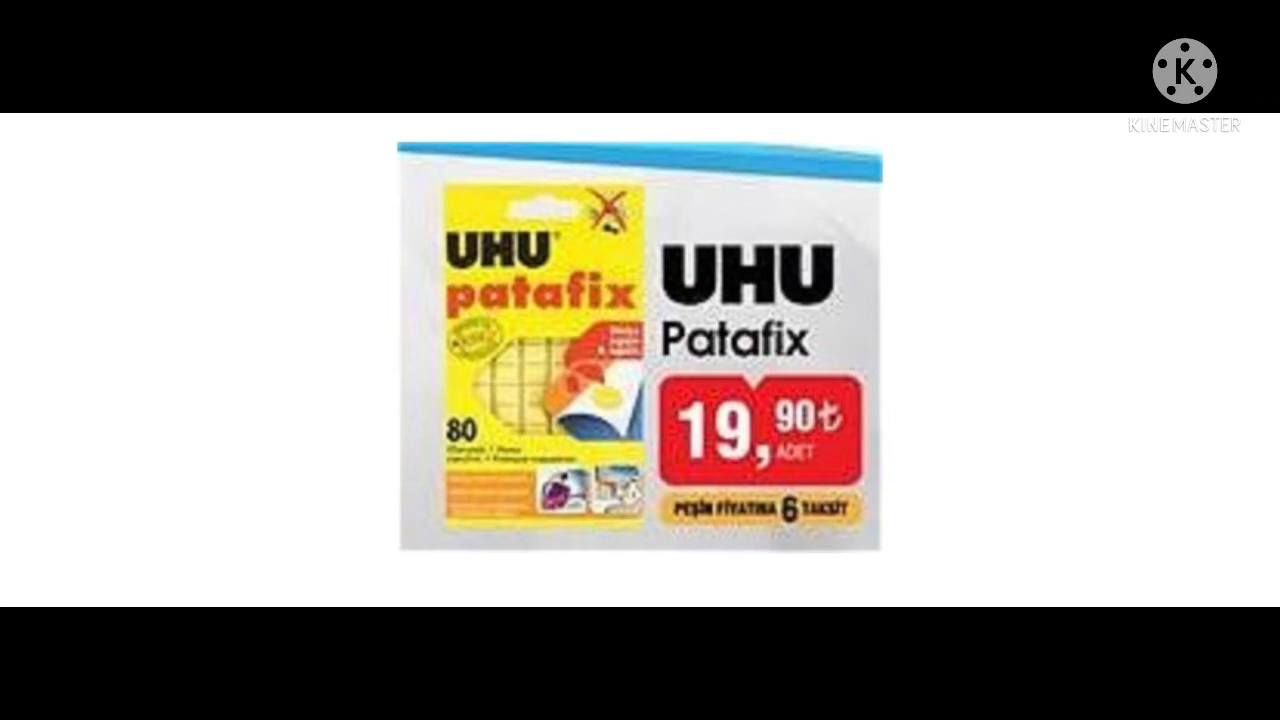 KINEMASTER
UHU
patafix
80
UHU
Patafix
19,90₺
ADET
PEŞİN FİYATINA 6 TAKSİT